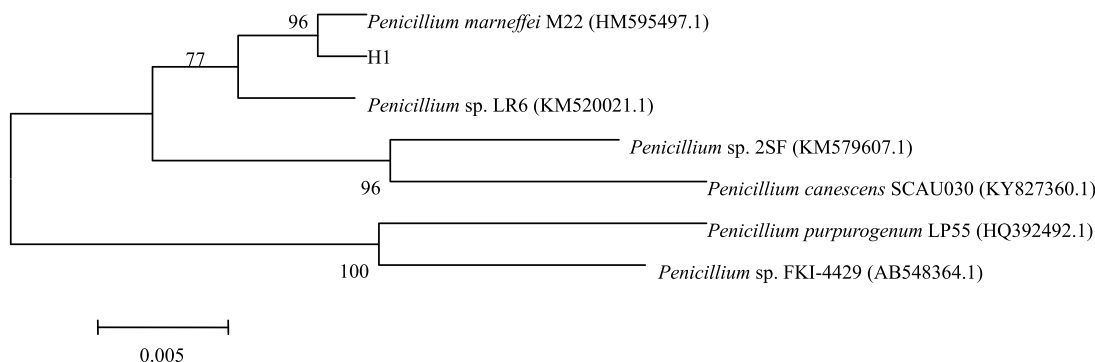 96
Penicillium marneffei M22 (HM595497.1)
H1
77
Penicillium sp. LR6 (KM520021.1)
Penicillium sp. 2SF (KM579607.1)
96
Penicillium canescens SCAU030 (KY827360.1)
Penicillium purpurogenum LP55 (HQ392492.1)
100
Penicillium sp. FKI-4429 (AB548364.1)
0.005